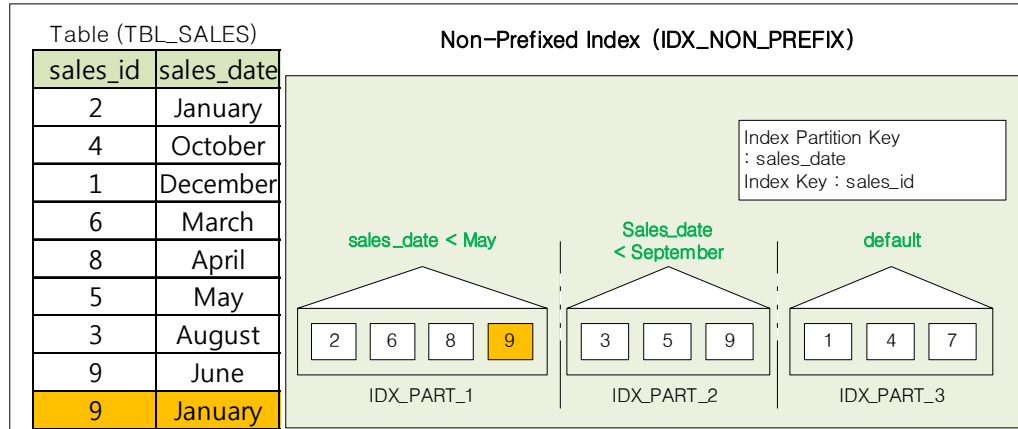 Table (TBL_SALES)
sales_id sales_date
2 January
4 October
1 December
6 March
8 April
5 May
3 August
9 June
9 January
Non-Prefixed Index (IDX_NON_PREFIX)
Index Partition Key
: sales_date
Index Key : sales_id
sales_date < May
Sales_date
< September
default
2 6 8 9
3 5 9
1 4 7
IDX_PART_1
IDX_PART_2
IDX_PART_3